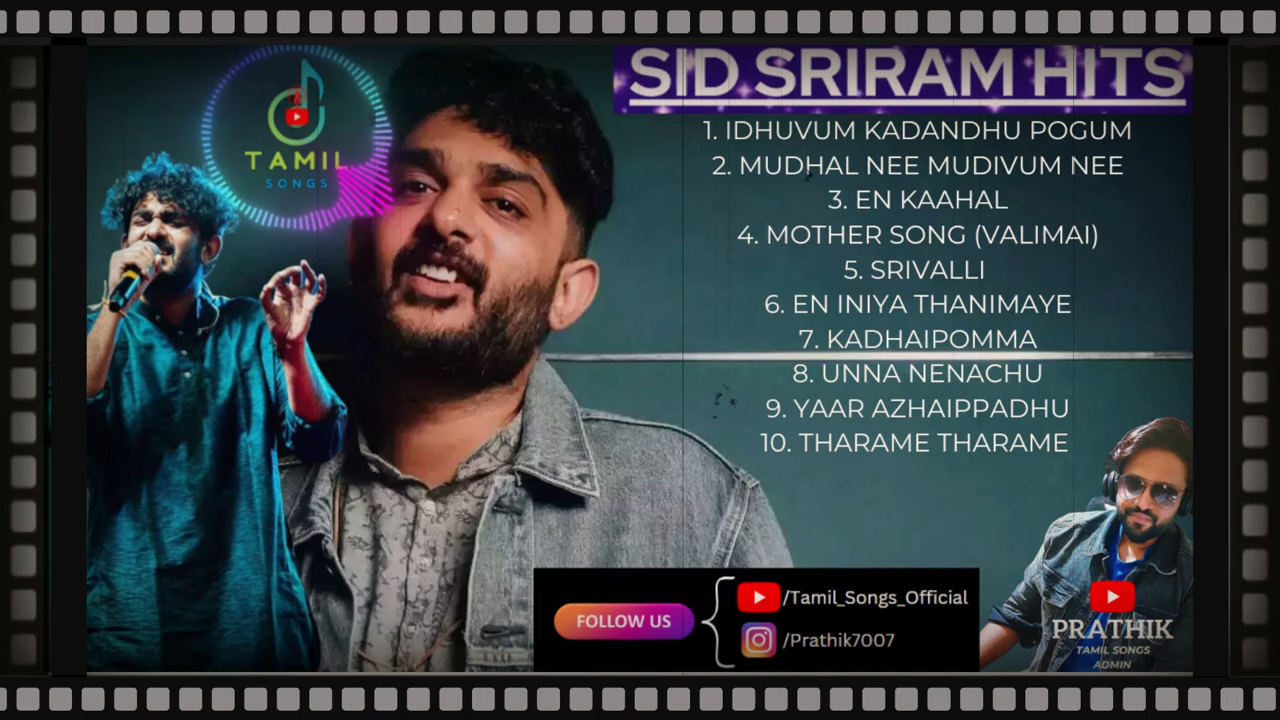 TAMIL
SONGS
SID SRIRAM HITS
1. IDHUVUM KADANDHU POGUM
2. MUDHAL NEE MUDIVUM NEE
3. EN KAAHAL
4. MOTHER SONG (VALIMAI)
5. SRIVALLI
6. EN INIYA THANIMAYE
7. KADHAIPOMMA
8. UNNA NENACHU
9. YAAR AZHAIPPADHU
10. THARAME THARAME
FOLLOW US
/Tamil_Songs_Official
/Prathik7007
PRATHIK
TAMIL SONGS
ADMIN